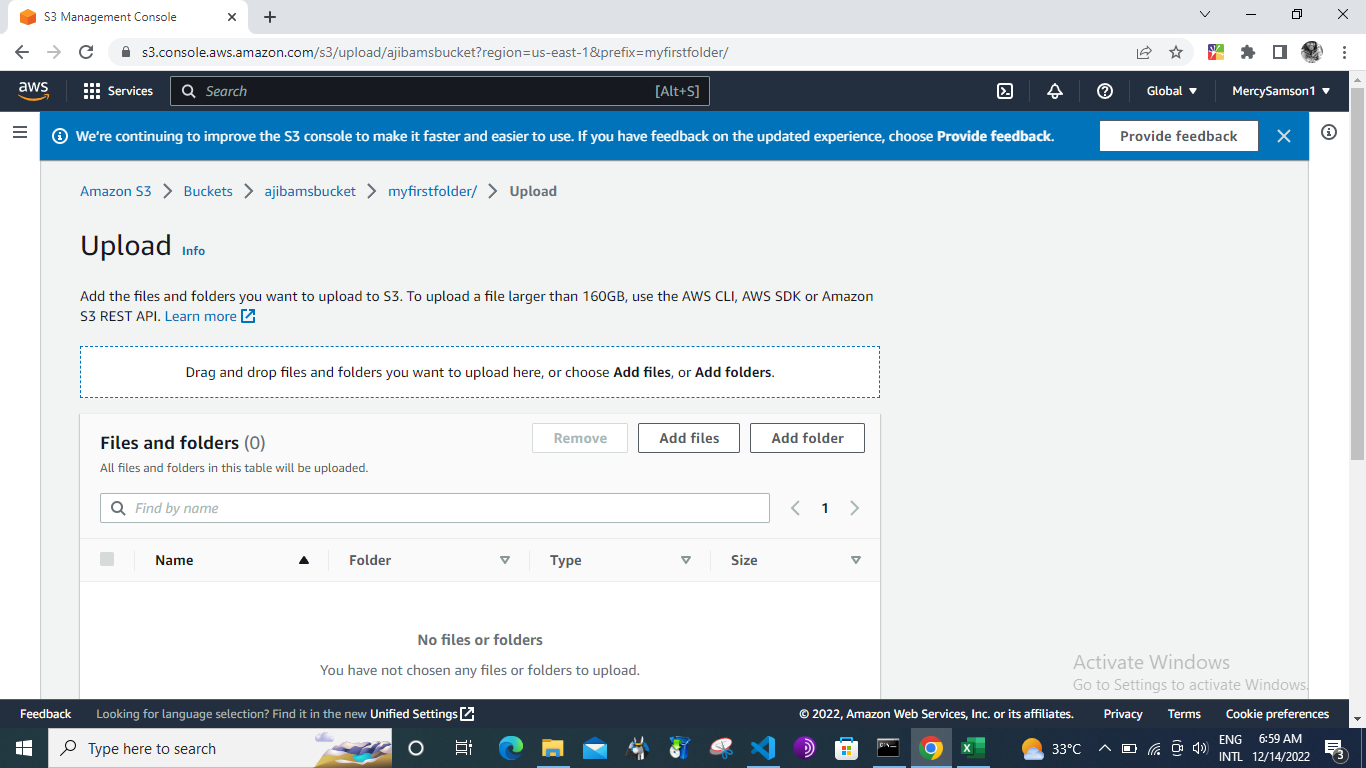 S3 Management Console
s3.console.aws.amazon.com/s3/upload/ajibamsbucket?region=us-east-1&prefix=myfirstfolder/
aws Services Search [Alt+S] Global MercySamson1
We're continuing to improve the S3 console to make it faster and easier to use. If you have feedback on the updated experience, choose Provide feedback. Provide feedback
Amazon S3 Buckets ajibamsbucket myfirstfolder/ Upload
Upload Info
Add the files and folders you want to upload to S3. To upload a file larger than 160GB, use the AWS CLI, AWS SDK or Amazon
S3 REST API. Learn more
Drag and drop files and folders you want to upload here, or choose Add files, or Add folders.
Files and folders (0) Remove Add files Add folder
All files and folders in this table will be uploaded.
Find by name 1
Name Folder Type Size
No files or folders
You have not chosen any files or folders to upload.
Activate Windows
Go to Settings to activate Windows.
Feedback Looking for language selection? Find it in the new Unified Settings © 2022, Amazon Web Services, Inc. or its affiliates. Privacy Terms Cookie preferences
Type here to search 33°C ENG 6:59 AM
INTL 12/14/2022 3